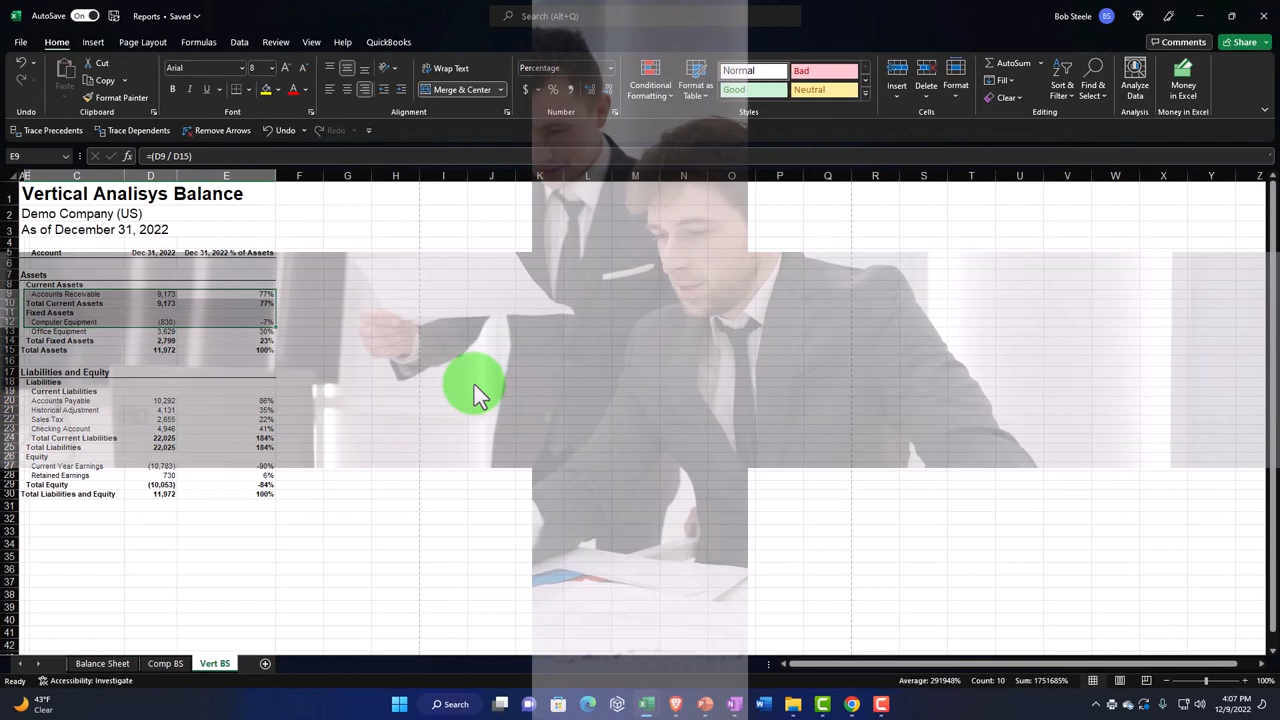 AutoSave On Reports • Saved Search (Alt+Q) Bob Steele BS
File Home Insert Page Layout Formulas Data Review View Help QuickBooks Comments Share
Paste Cut Copy Format Painter
Arial 8 Wrap Text Merge & Center Percentage
Conditional Formatting Format as Table Normal Bad Good Neutral
Insert Delete Format AutoSum Fill Clear Sort & Filter Find & Select Analyze Data Money in Excel
Undo Clipboard Font Alignment Number Styles Cells Editing Analysis Money in Excel
Trace Precedents Trace Dependents Remove Arrows Undo Redo
E9 =(D9 / D15)
C D E F G H I J K L M N O P Q R S T U V W X Y Z
Vertical Analisys Balance
Demo Company (US)
As of December 31, 2022
Account Dec 31, 2022 Dec 31, 2022 % of Assets
Assets
Current Assets
Accounts Receivable 9,173 77%
Total Current Assets 9,173 77%
Fixed Assets
Computer Equipment (830) -7%
Office Equipment 3,629 30%
Total Fixed Assets 2,799 23%
Total Assets 11,972 100%
Liabilities and Equity
Liabilities
Current Liabilities
Accounts Payable 10,292 86%
Historical Adjustment 4,131 35%
Sales Tax 2,655 22%
Checking Account 4,946 41%
Total Current Liabilities 22,025 184%
Total Liabilities 22,025 184%
Equity
Current Year Earnings (10,783) -90%
Retained Earnings 730 6%
Total Equity (10,053) -84%
Total Liabilities and Equity 11,972 100%
Balance Sheet Comp BS Vert BS
Ready Accessibility: Investigate Average: 291948% Count: 10 Sum: 1751685% 100%
43°F Clear Search 4:07 PM 12/9/2022